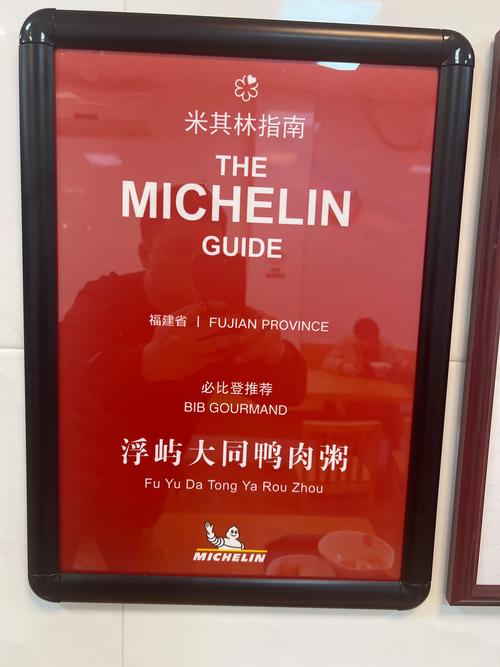 米其林指南
THE
MICHELIN
GUIDE
福建省 | FUJIAN PROVINCE
必比登推荐
BIB GOURMAND
浮屿大同鸭肉粥
Fu Yu Da Tong Ya Rou Zhou
MICHELIN